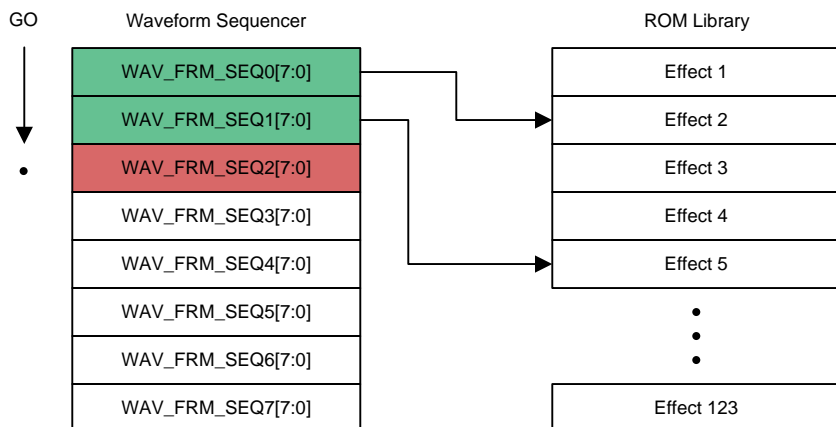 GO
Waveform Sequencer
ROM Library
WAV_FRM_SEQ0[7:0]
Effect 1
WAV_FRM_SEQ1[7:0]
Effect 2
WAV_FRM_SEQ2[7:0]
Effect 3
WAV_FRM_SEQ3[7:0]
Effect 4
WAV_FRM_SEQ4[7:0]
Effect 5
WAV_FRM_SEQ5[7:0]
WAV_FRM_SEQ6[7:0]
WAV_FRM_SEQ7[7:0]
Effect 123